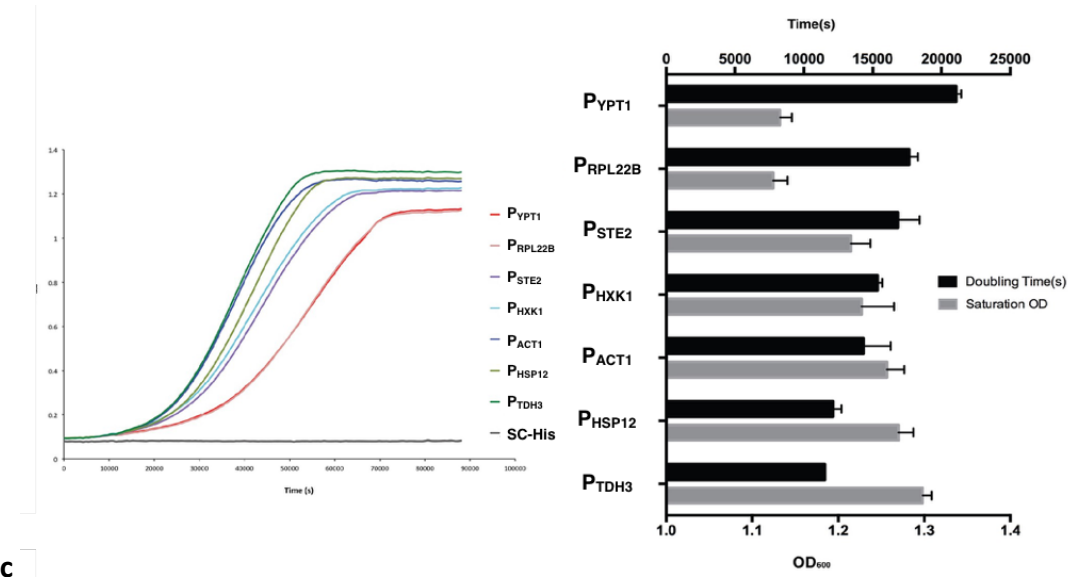 1.4
1.2
1
0.8
0.6
0.4
0.2
0
0 10000 20000 30000 40000 50000 60000 70000 80000 90000 100000
Time (s)
PYPT1
PRPL22B
PSTE2
PHXK1
PACT1
PHSP12
PTDH3
SC-His
Time(s)
0 5000 10000 15000 20000 25000
PYPT1
PRPL22B
PSTE2
PHXK1
PACT1
PHSP12
PTDH3
Doubling Time(s)
Saturation OD
1.0 1.1 1.2 1.3 1.4
OD600
c